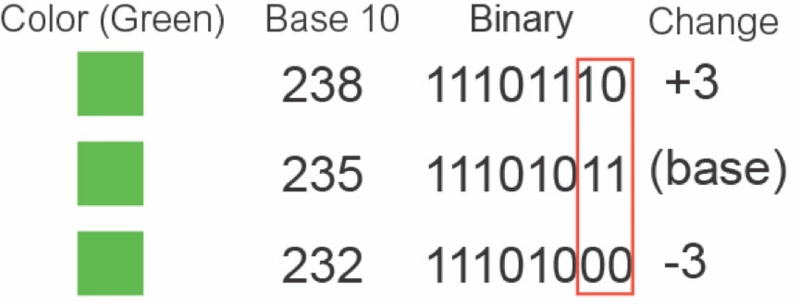 Color (Green) Base 10 Binary Change
238 11101110 +3
235 11101011 (base)
232 11101000 -3